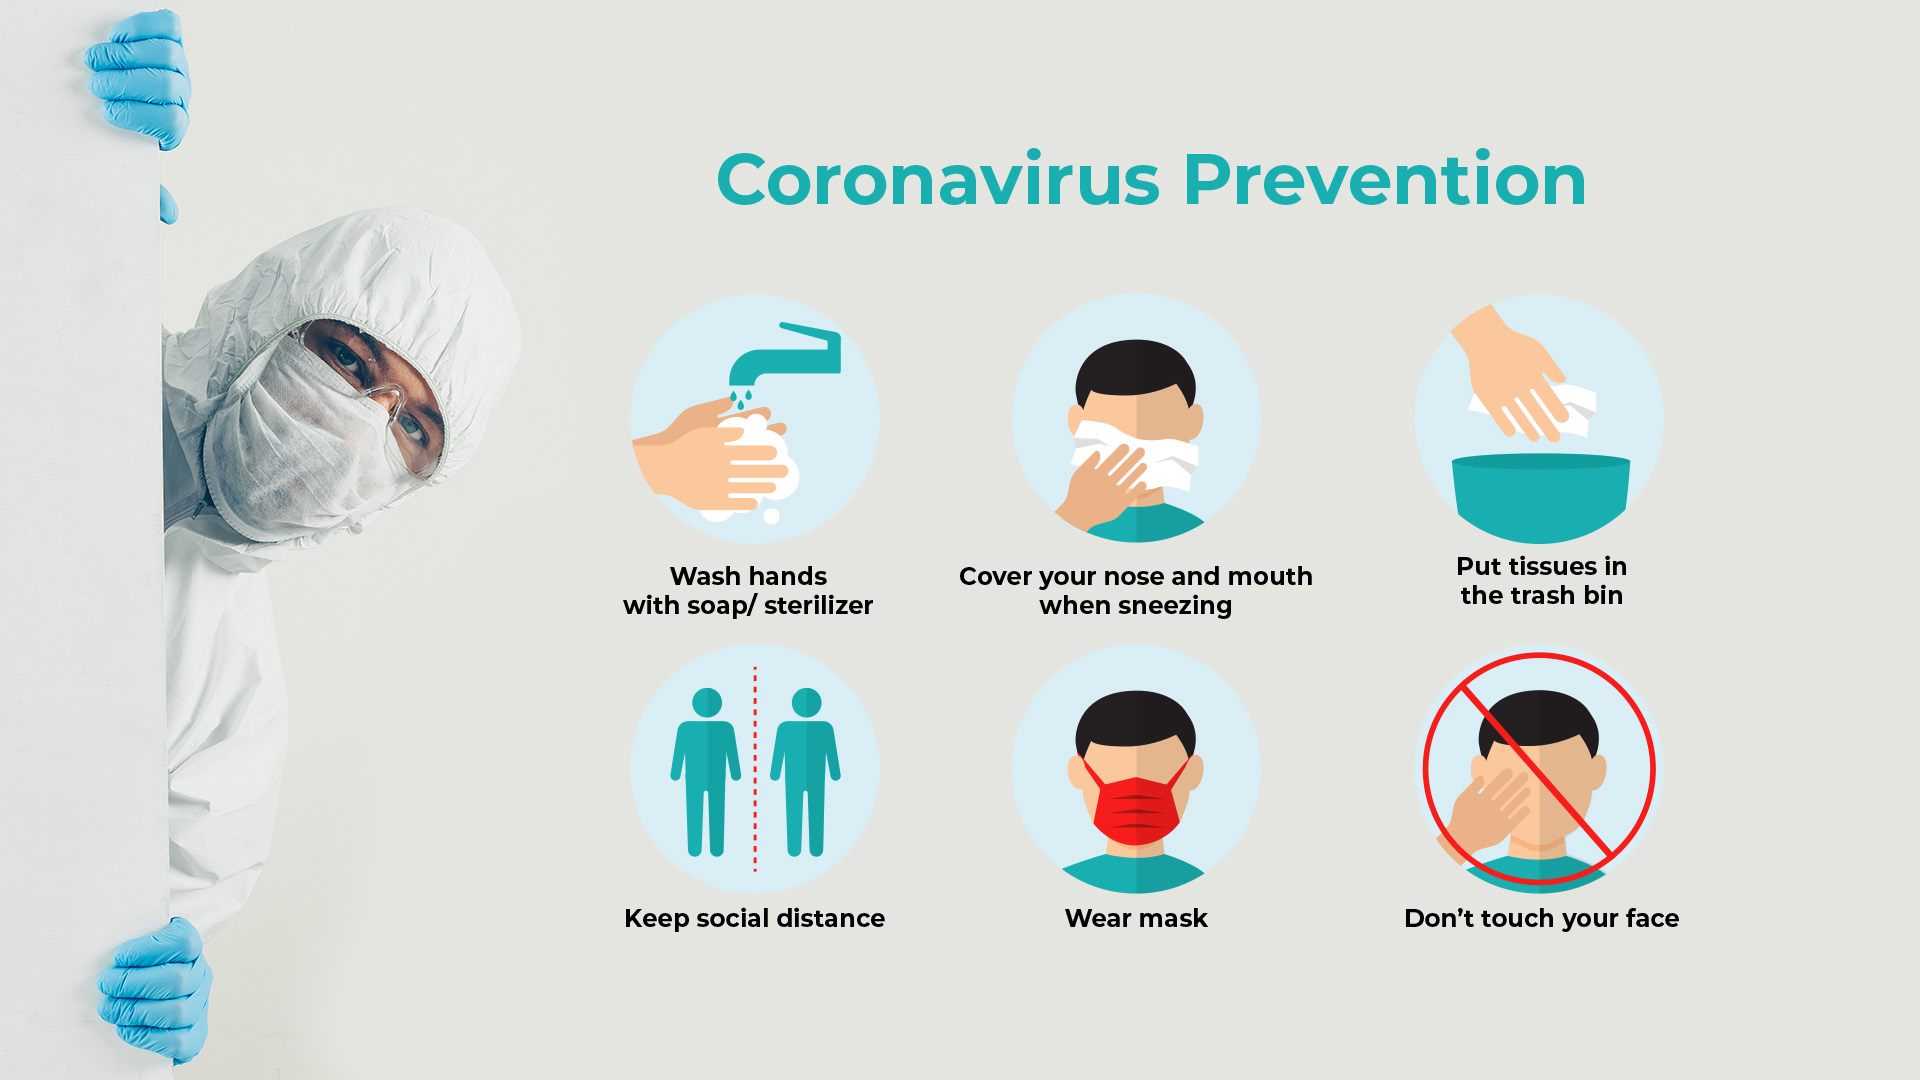 Coronavirus Prevention
Wash hands
with soap/ sterilizer
Cover your nose and mouth
when sneezing
Put tissues in
the trash bin
Keep social distance
Wear mask
Don’t touch your face